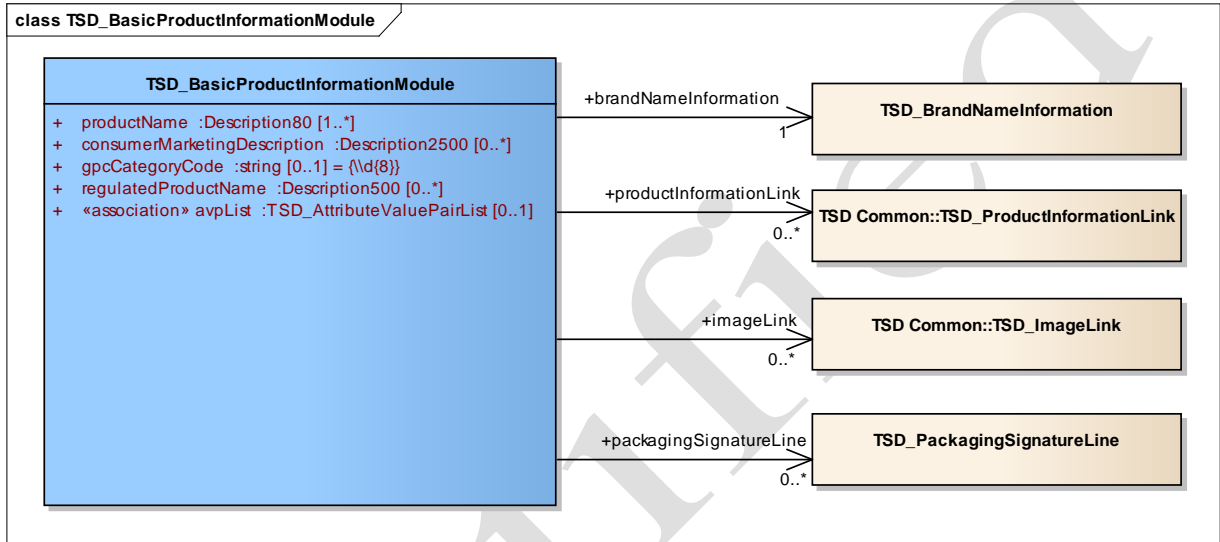 class TSD_BasicProductInformationModule
TSD_BasicProductInformationModule
+ productName :Description80 [1..*]
+ consumerMarketingDescription :Description2500 [0..*]
+ gpcCategoryCode :string [0..1] = {\\d{8}}
+ regulatedProductName :Description500 [0..*]
+ «association» avpList :TSD_AttributeValuePairList [0..1]
+brandNameInformation
1
TSD_BrandNameInformation
+productInformationLink
0..*
TSD Common::TSD_ProductInformationLink
+imageLink
0..*
TSD Common::TSD_ImageLink
+packagingSignatureLine
0..*
TSD_PackagingSignatureLine